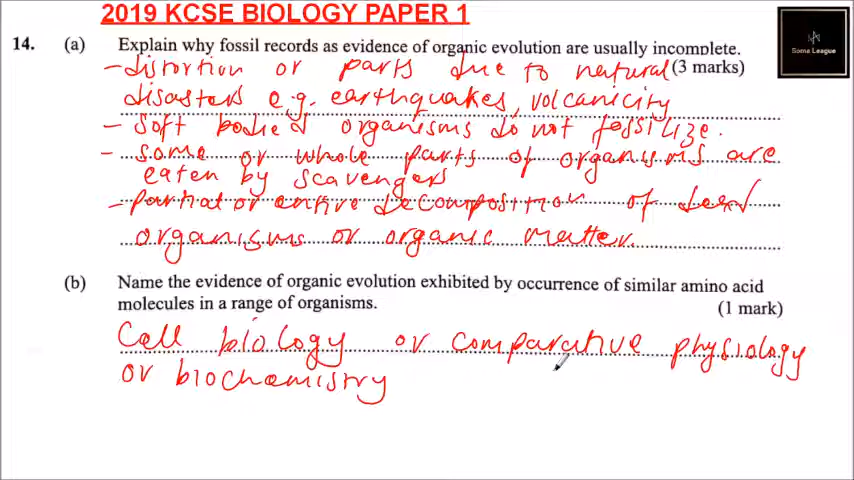 2019 KCSE BIOLOGY PAPER 1
Some League
14. (a) Explain why fossil records as evidence of organic evolution are usually incomplete.
(3 marks)
- distortion or parts due to natural
disasters e.g. earthquakes, volcanicity
- Soft bodied organisms do not fossilize.
- Some or whole parts of organisms are
eaten by scavengers
- partial or entire decomposition of dead
organisms or organic matter.
(b) Name the evidence of organic evolution exhibited by occurrence of similar amino acid
molecules in a range of organisms. (1 mark)
Cell biology or comparative physiology
or biochemistry